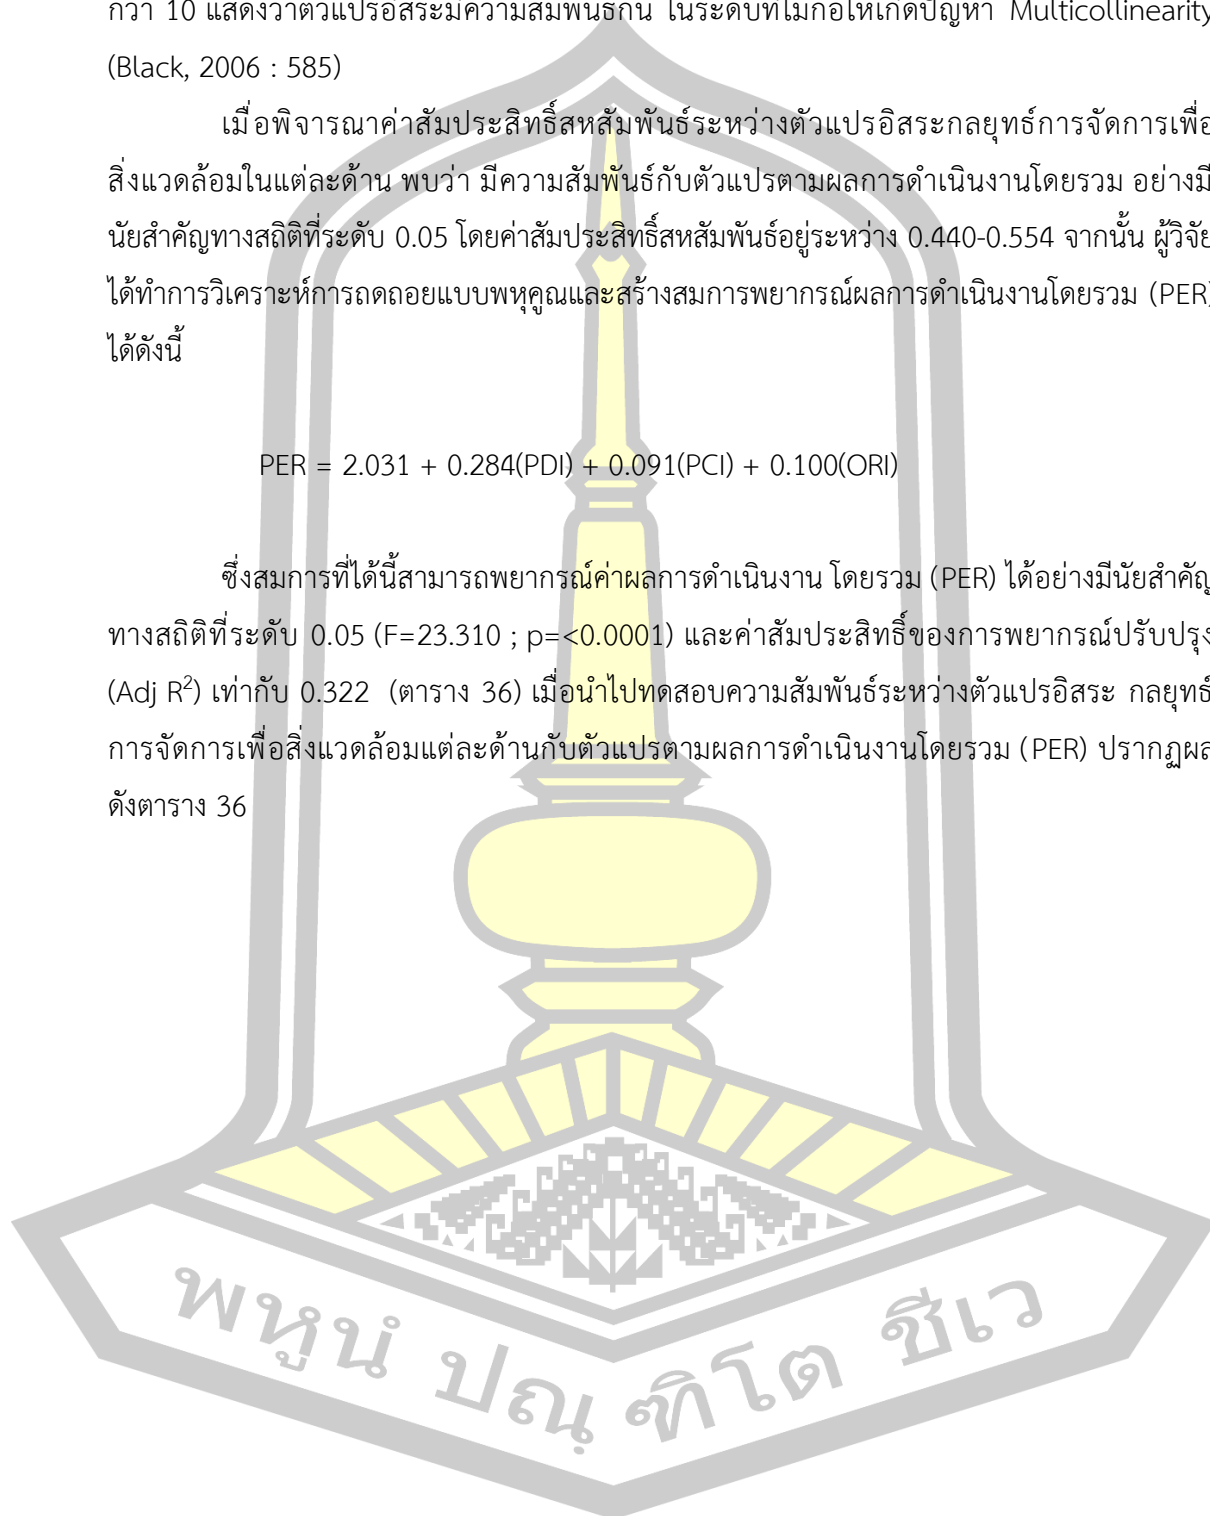 กว่า 10 แสดงว่าตัวแปรอิสระมีความสัมพันธ์กัน ในระดับที่ไม่ก่อให้เกิดปัญหา Multicollinearity
(Black, 2006 : 585)
เมื่อพิจารณาค่าสัมประสิทธิ์สหสัมพันธ์ระหว่างตัวแปรอิสระกลยุทธ์การจัดการเพื่อ
สิ่งแวดล้อมในแต่ละด้าน พบว่า มีความสัมพันธ์กับตัวแปรตามผลการดำเนินงานโดยรวม อย่างมี
นัยสำคัญทางสถิติที่ระดับ 0.05 โดยค่าสัมประสิทธิ์สหสัมพันธ์อยู่ระหว่าง 0.440-0.554 จากนั้น ผู้วิจัย
ได้ทำการวิเคราะห์การถดถอยแบบพหุคูณและสร้างสมการพยากรณ์ผลการดำเนินงานโดยรวม (PER)
ได้ดังนี้
PER = 2.031 + 0.284(PDI) + 0.091(PCI) + 0.100(ORI)
ซึ่งสมการที่ได้นี้สามารถพยากรณ์ค่าผลการดำเนินงาน โดยรวม (PER) ได้อย่างมีนัยสำคัญ
ทางสถิติที่ระดับ 0.05 (F=23.310 ; p=<0.0001) และค่าสัมประสิทธิ์ของการพยากรณ์ปรับปรุง
(Adj R²) เท่ากับ 0.322 (ตาราง 36) เมื่อนำไปทดสอบความสัมพันธ์ระหว่างตัวแปรอิสระ กลยุทธ์
การจัดการเพื่อสิ่งแวดล้อมแต่ละด้านกับตัวแปรตามผลการดำเนินงานโดยรวม (PER) ปรากฏผล
ดังตาราง 36
พหูนํ ปณฺฑิโต ชีเว